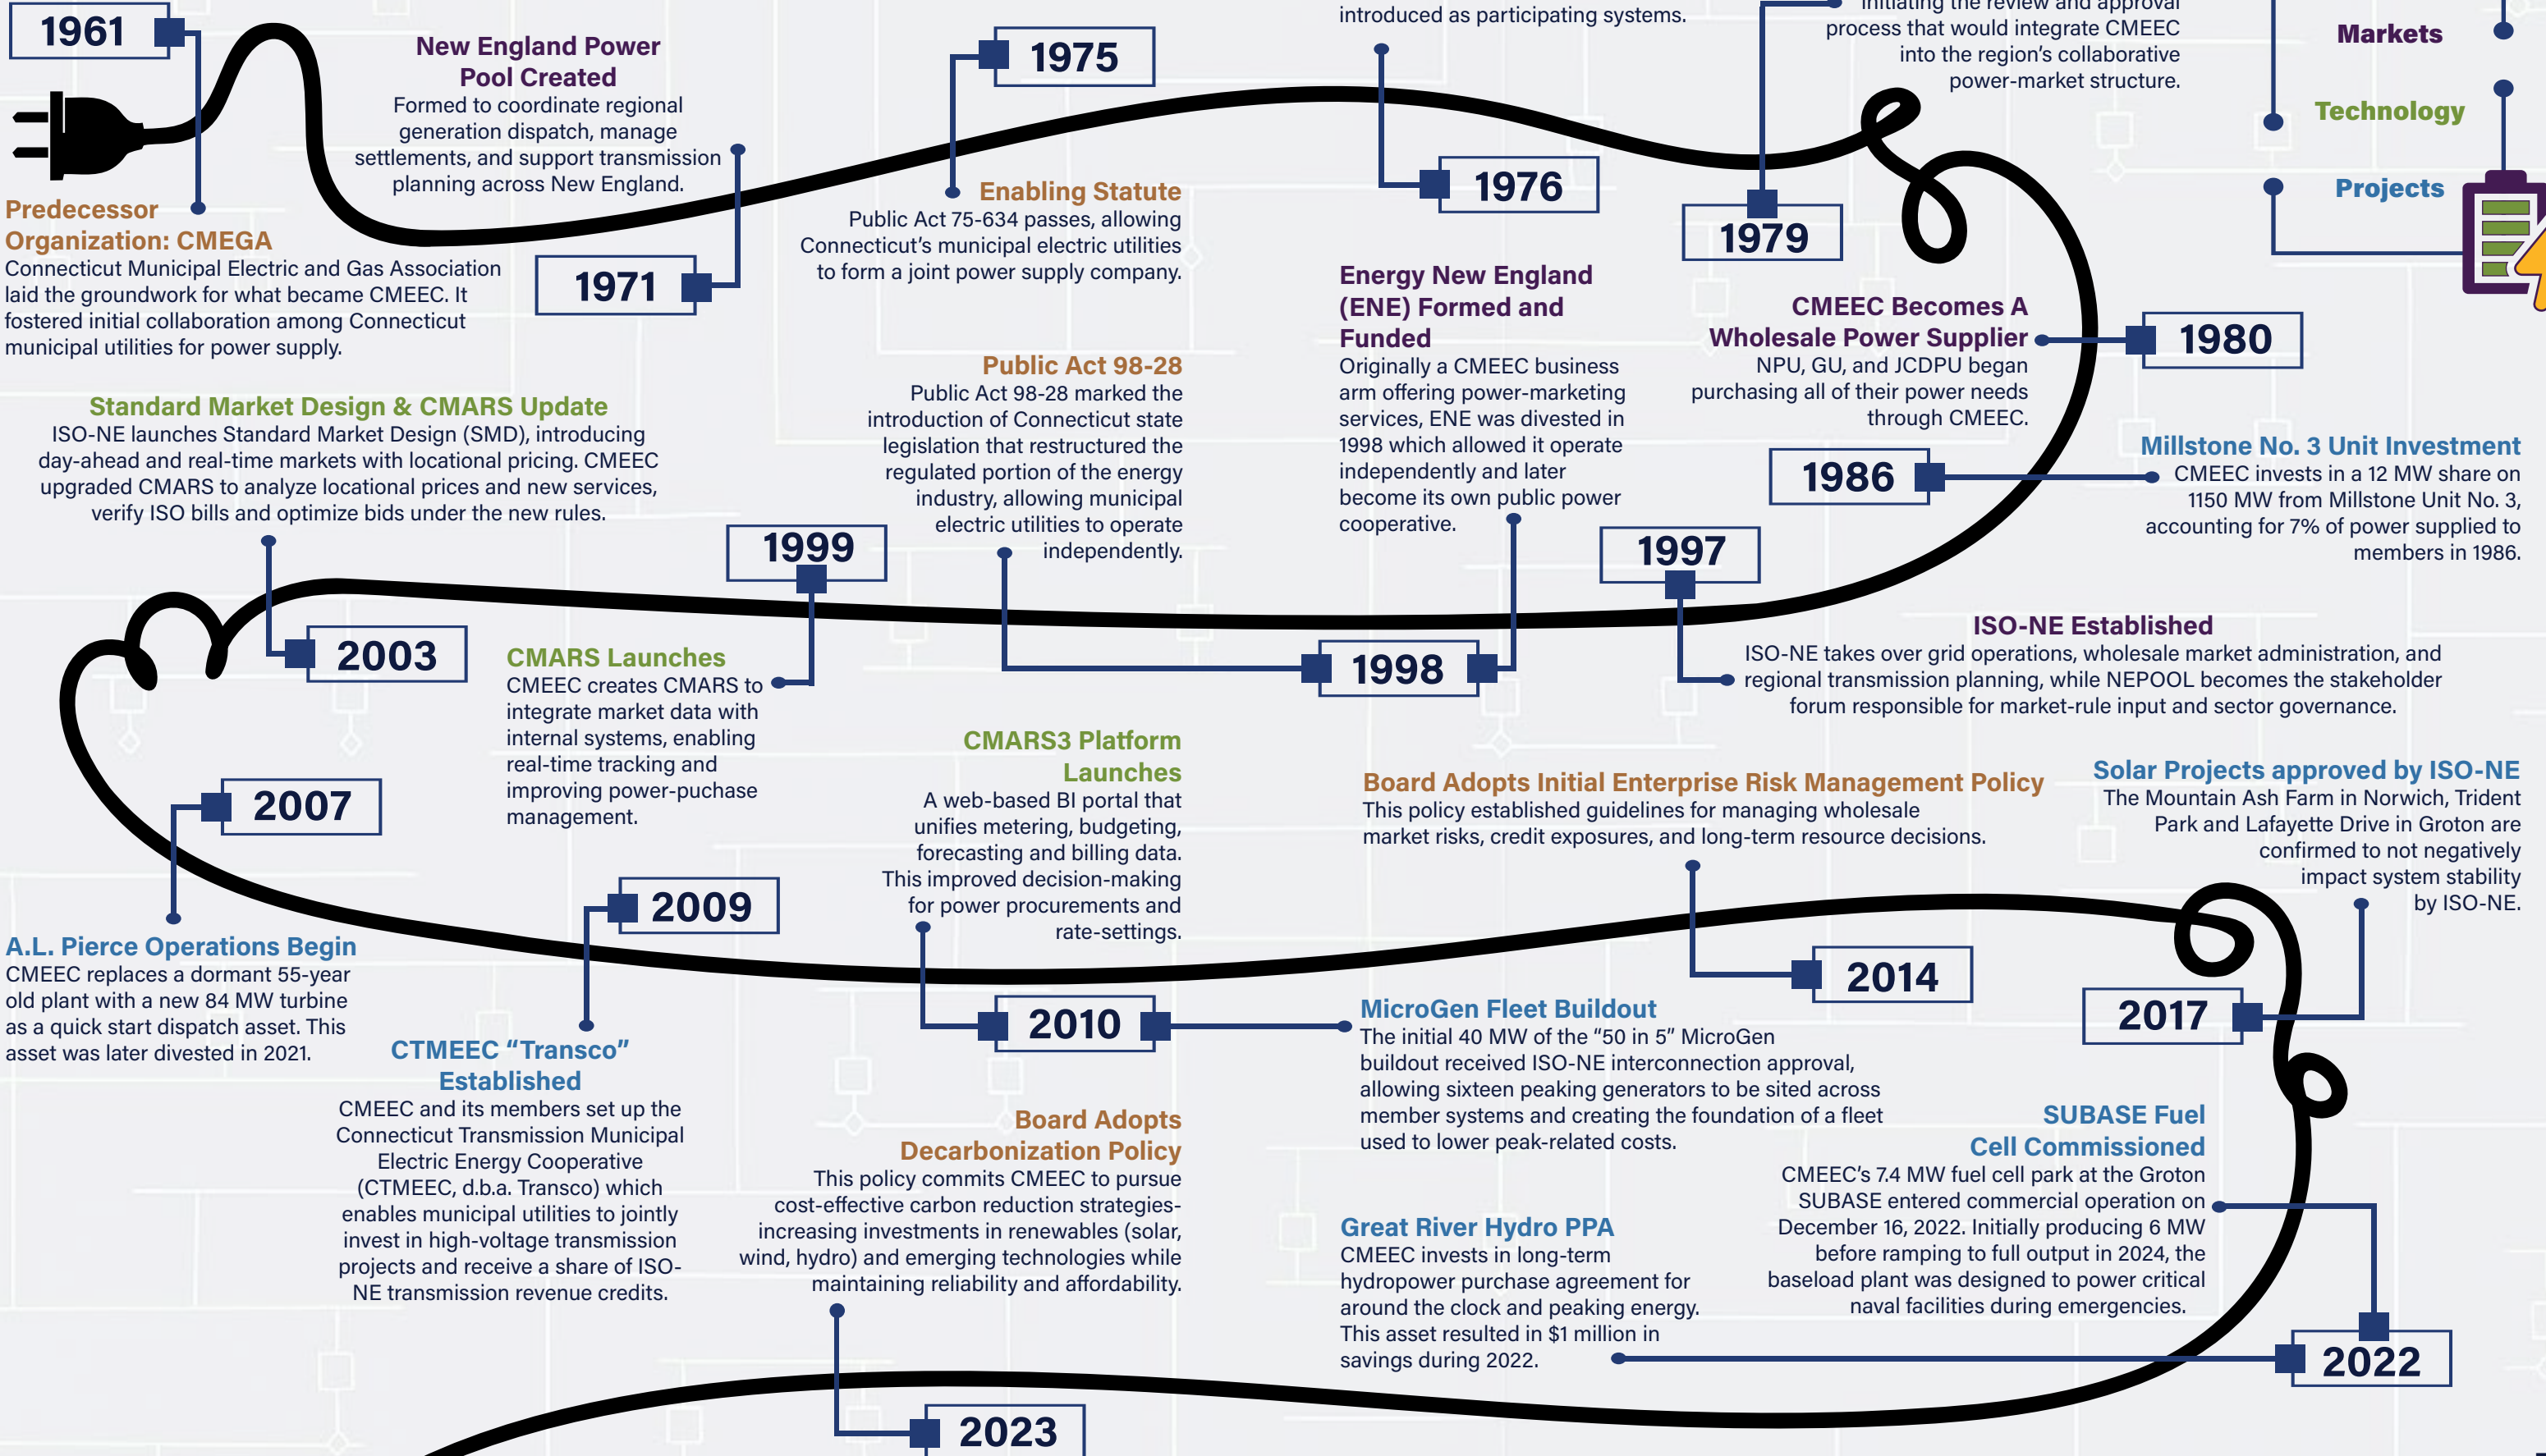 1961
New England Power
Pool Created
Formed to coordinate regional
generation dispatch, manage
settlements, and support transmission
planning across New England.
1971
Predecessor
Organization: CMEGA
Connecticut Municipal Electric and Gas Association
laid the groundwork for what became CMEEC. It
fostered initial collaboration among Connecticut
municipal utilities for power supply.
1975
Enabling Statute
Public Act 75-634 passes, allowing
Connecticut's municipal electric utilities
to form a joint power supply company.
introduced as participating systems.
1976
initiating the review and approval
process that would integrate CMEEC
into the region's collaborative
power-market structure.
1979
Markets
Technology
Projects
CMEEC Becomes A
Wholesale Power Supplier
NPU, GU, and JCDPU began
purchasing all of their power needs
through CMEEC.
1980
1986
Millstone No. 3 Unit Investment
CMEEC invests in a 12 MW share on
1150 MW from Millstone Unit No. 3,
accounting for 7% of power supplied to
members in 1986.
1997
ISO-NE Established
ISO-NE takes over grid operations, wholesale market administration, and
regional transmission planning, while NEPOOL becomes the stakeholder
forum responsible for market-rule input and sector governance.
Energy New England
(ENE) Formed and
Funded
Originally a CMEEC business
arm offering power-marketing
services, ENE was divested in
1998 which allowed it operate
independently and later
become its own public power
cooperative.
1998
Public Act 98-28
Public Act 98-28 marked the
introduction of Connecticut state
legislation that restructured the
regulated portion of the energy
industry, allowing municipal
electric utilities to operate
independently.
1999
CMARS Launches
CMEEC creates CMARS to
integrate market data with
internal systems, enabling
real-time tracking and
improving power-puchase
management.
Standard Market Design & CMARS Update
ISO-NE launches Standard Market Design (SMD), introducing
day-ahead and real-time markets with locational pricing. CMEEC
upgraded CMARS to analyze locational prices and new services,
verify ISO bills and optimize bids under the new rules.
2003
2007
A.L. Pierce Operations Begin
CMEEC replaces a dormant 55-year
old plant with a new 84 MW turbine
as a quick start dispatch asset. This
asset was later divested in 2021.
2009
CTMEEC “Transco”
Established
CMEEC and its members set up the
Connecticut Transmission Municipal
Electric Energy Cooperative
(CTMEEC, d.b.a. Transco) which
enables municipal utilities to jointly
invest in high-voltage transmission
projects and receive a share of ISO-
NE transmission revenue credits.
CMARS3 Platform
Launches
A web-based BI portal that
unifies metering, budgeting,
forecasting and billing data.
This improved decision-making
for power procurements and
rate-settings.
2010
MicroGen Fleet Buildout
The initial 40 MW of the “50 in 5” MicroGen
buildout received ISO-NE interconnection approval,
allowing sixteen peaking generators to be sited across
member systems and creating the foundation of a fleet
used to lower peak-related costs.
Board Adopts Initial Enterprise Risk Management Policy
This policy established guidelines for managing wholesale
market risks, credit exposures, and long-term resource decisions.
2014
Solar Projects approved by ISO-NE
The Mountain Ash Farm in Norwich, Trident
Park and Lafayette Drive in Groton are
confirmed to not negatively
impact system stability
by ISO-NE.
2017
SUBASE Fuel
Cell Commissioned
CMEEC's 7.4 MW fuel cell park at the Groton
SUBASE entered commercial operation on
December 16, 2022. Initially producing 6 MW
before ramping to full output in 2024, the
baseload plant was designed to power critical
naval facilities during emergencies.
Great River Hydro PPA
CMEEC invests in long-term
hydropower purchase agreement for
around the clock and peaking energy.
This asset resulted in $1 million in
savings during 2022.
2022
Board Adopts
Decarbonization Policy
This policy commits CMEEC to pursue
cost-effective carbon reduction strategies-
increasing investments in renewables (solar,
wind, hydro) and emerging technologies while
maintaining reliability and affordability.
2023